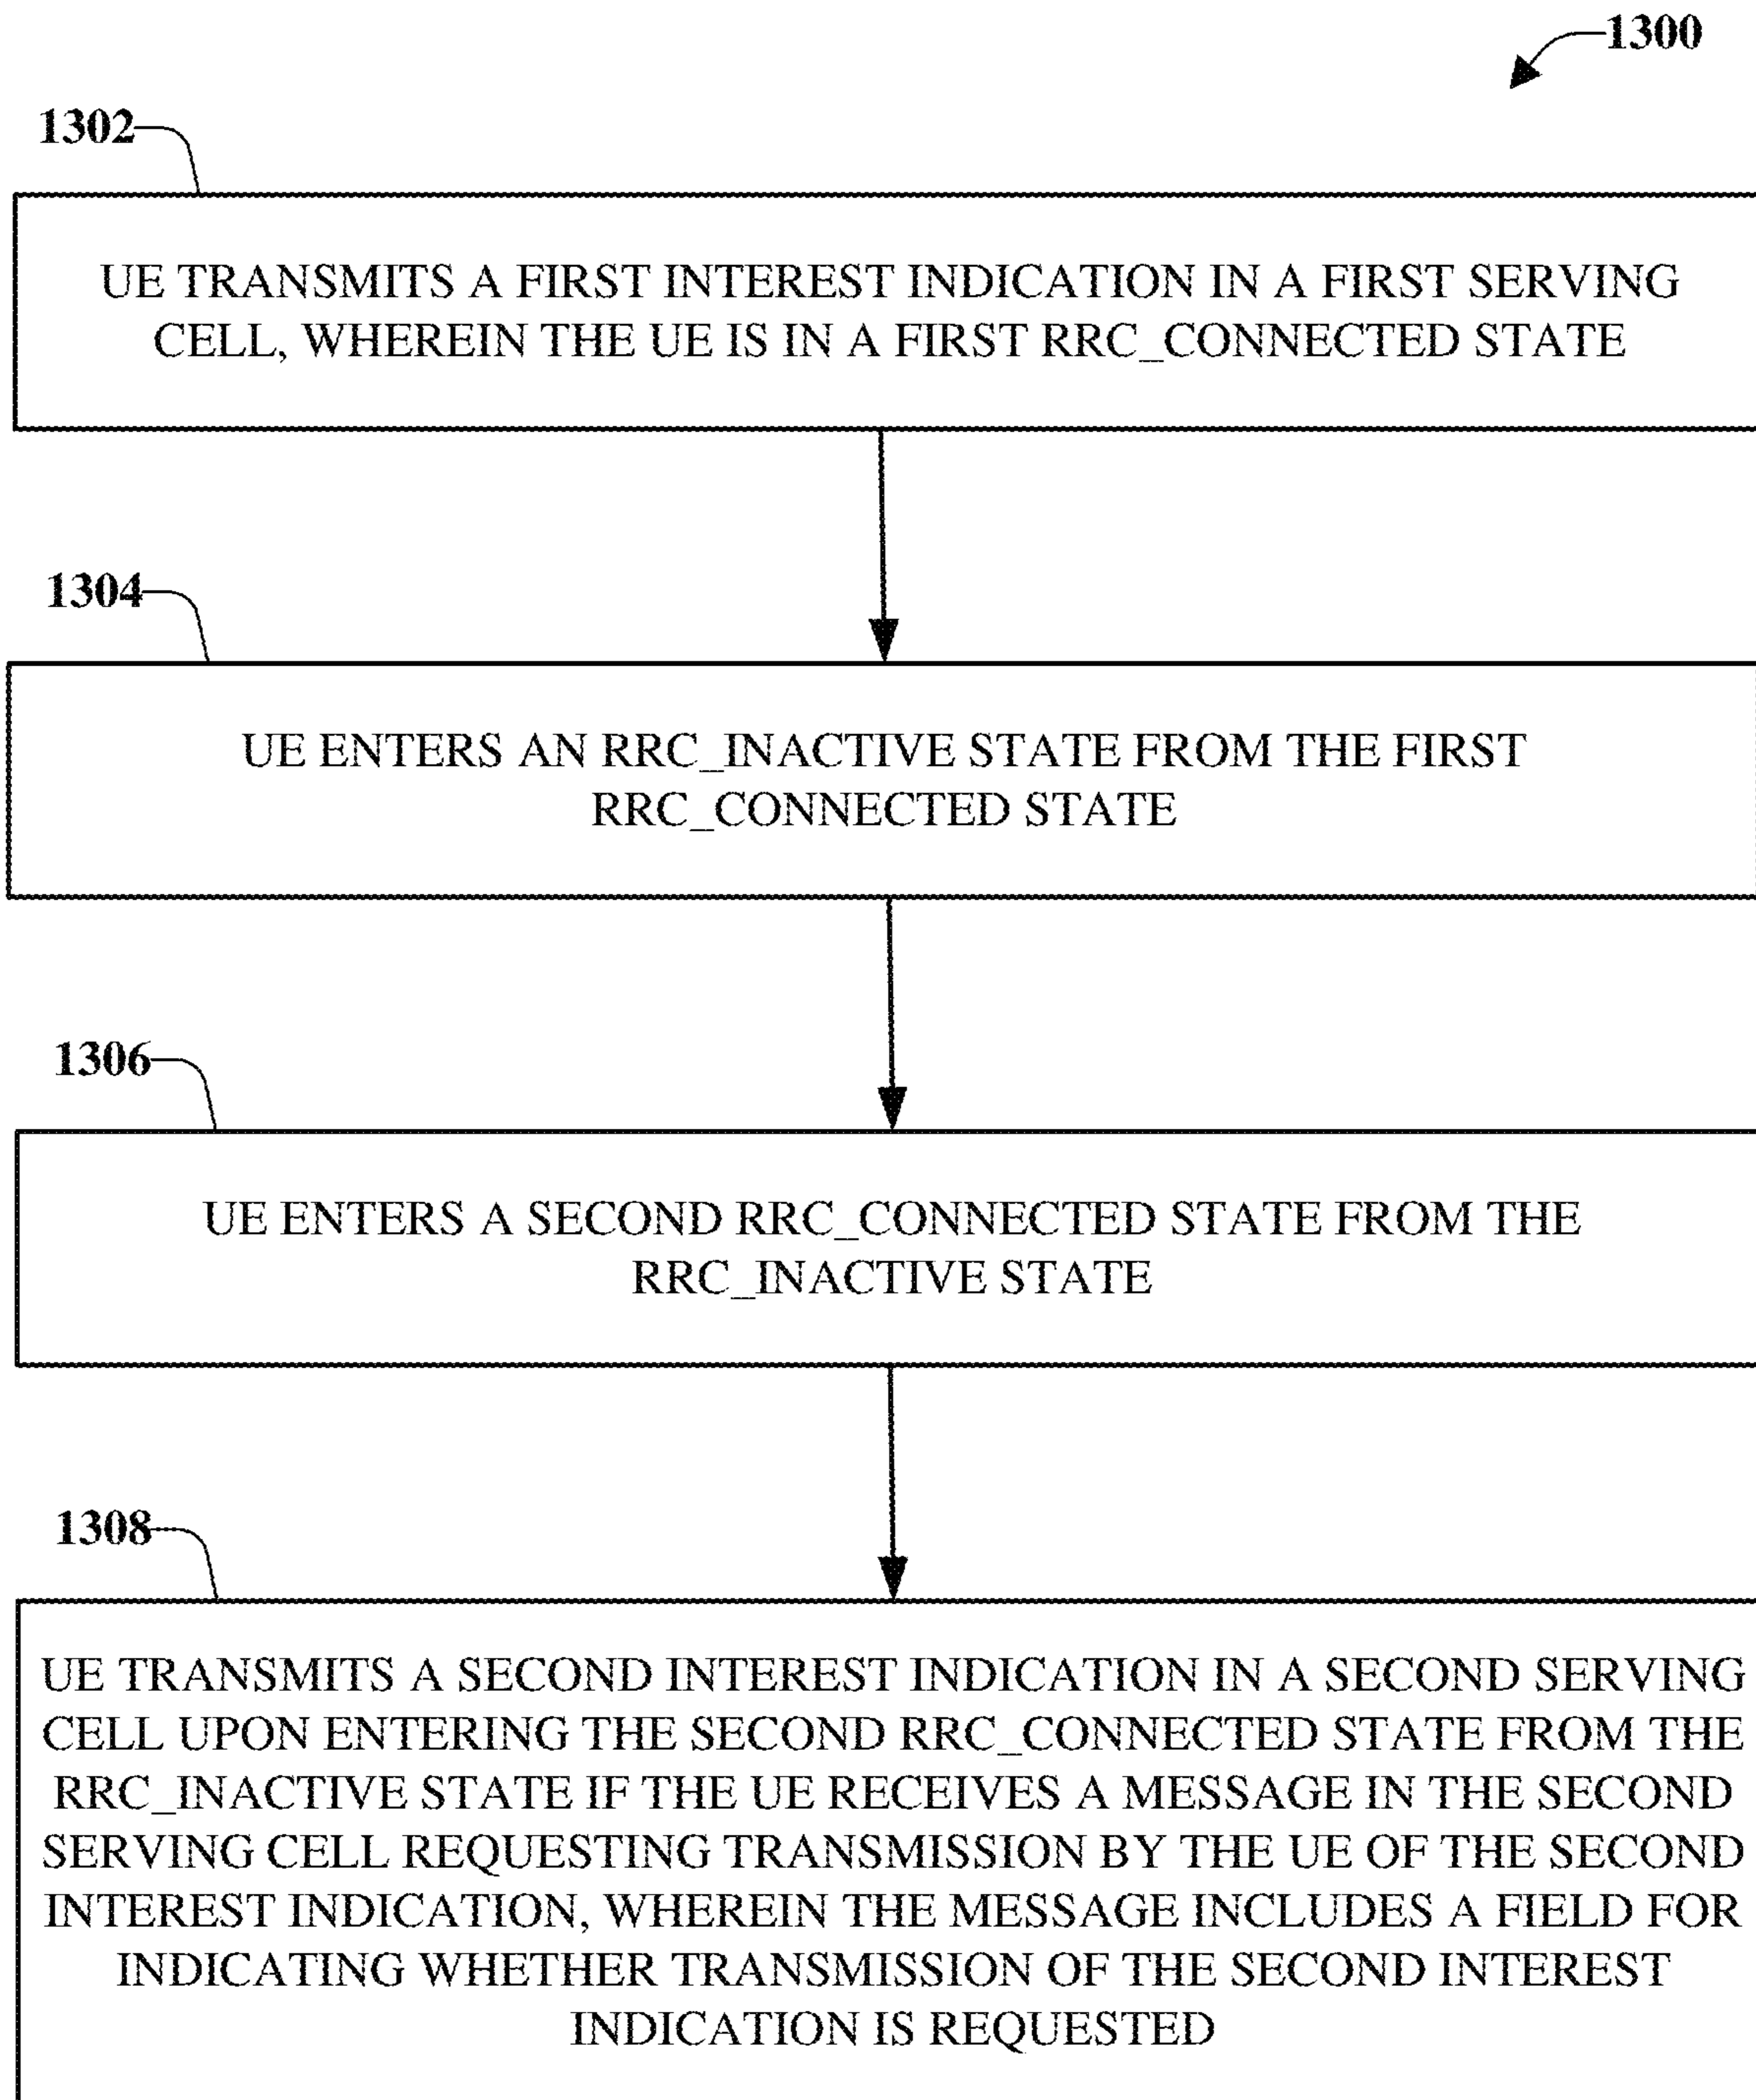 1300
1302
UE TRANSMITS A FIRST INTEREST INDICATION IN A FIRST SERVING
CELL, WHEREIN THE UE IS IN A FIRST RRC_CONNECTED STATE
1304
UE ENTERS AN RRC_INACTIVE STATE FROM THE FIRST
RRC_CONNECTED STATE
1306
UE ENTERS A SECOND RRC_CONNECTED STATE FROM THE
RRC_INACTIVE STATE
1308
UE TRANSMITS A SECOND INTEREST INDICATION IN A SECOND SERVING
CELL UPON ENTERING THE SECOND RRC_CONNECTED STATE FROM THE
RRC_INACTIVE STATE IF THE UE RECEIVES A MESSAGE IN THE SECOND
SERVING CELL REQUESTING TRANSMISSION BY THE UE OF THE SECOND
INTEREST INDICATION, WHEREIN THE MESSAGE INCLUDES A FIELD FOR
INDICATING WHETHER TRANSMISSION OF THE SECOND INTEREST
INDICATION IS REQUESTED